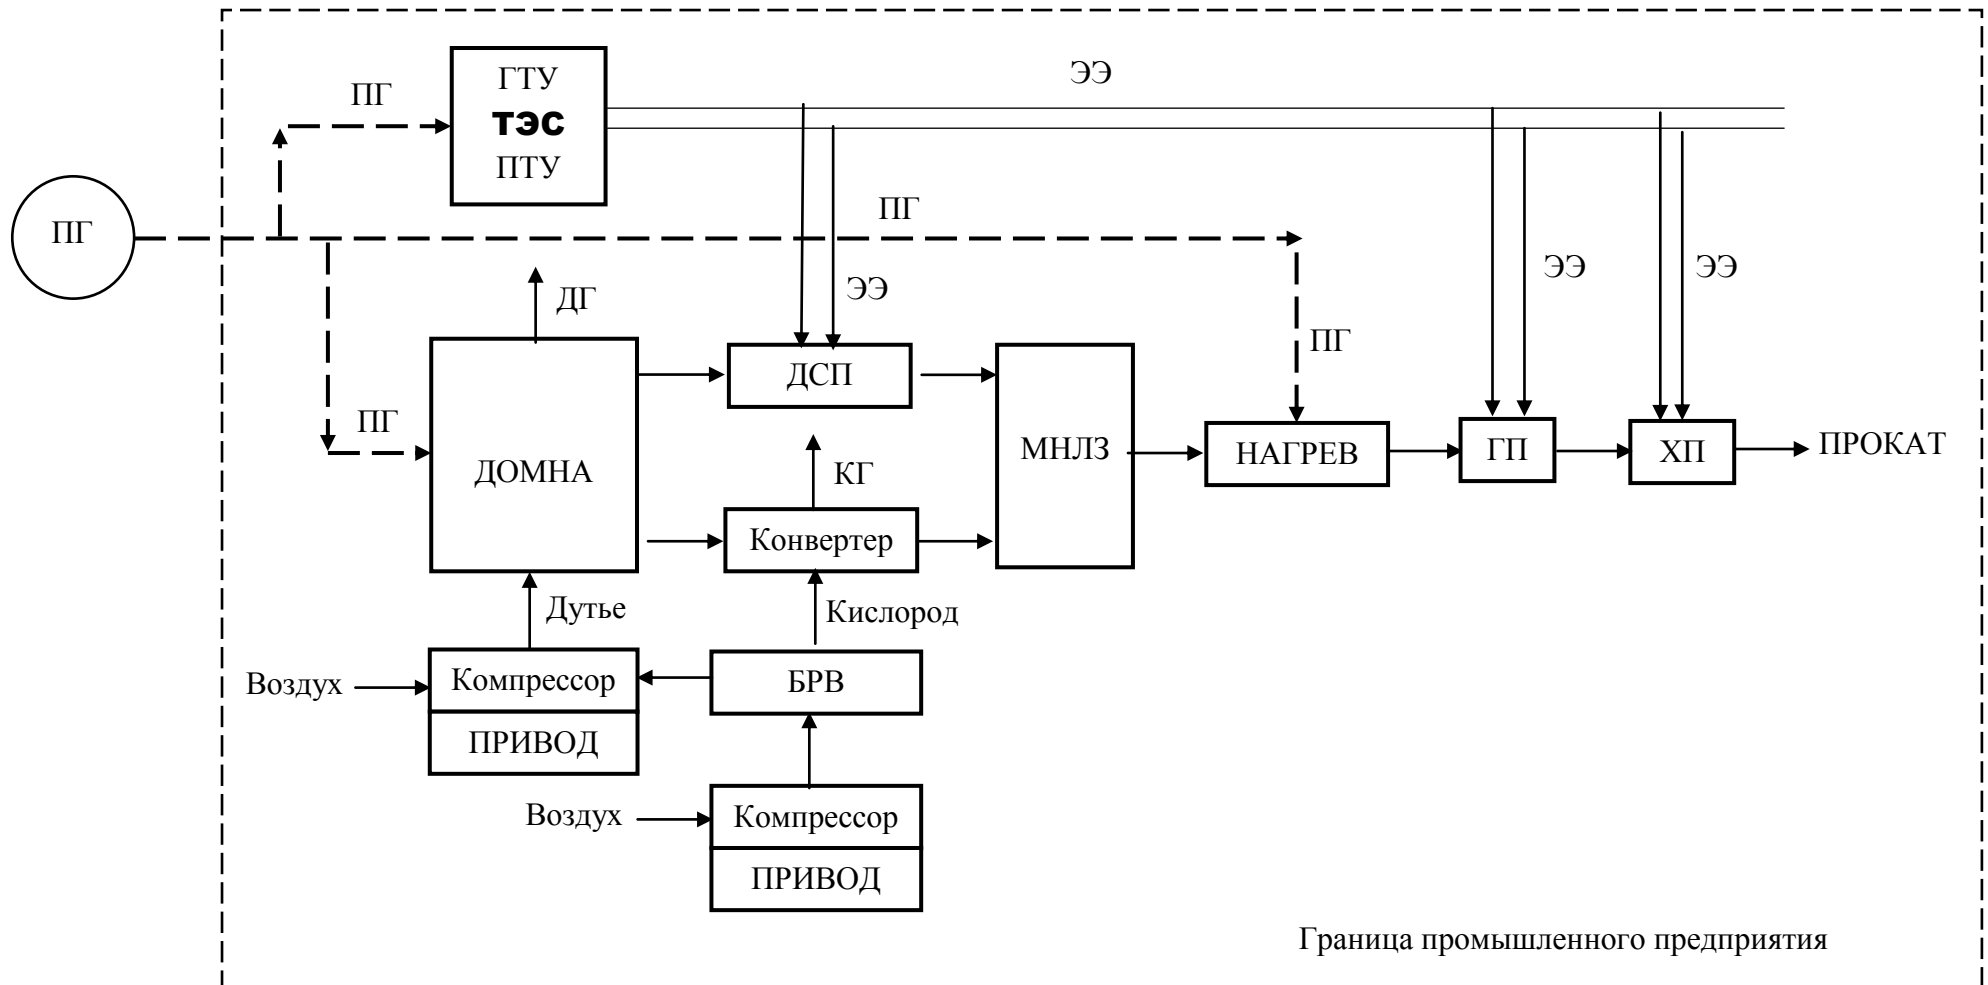 ГТУ
ТЭС
ПТУ
ЭЭ
ПГ
ПГ
ПГ
ДГ
ЭЭ
ЭЭ
ЭЭ
ПГ
ПГ
ДОМНА
ДСП
КГ
Конвертер
МНЛЗ
НАГРЕВ
ГП
ХП
ПРОКАТ
Дутье
Кислород
Воздух
Компрессор
ПРИВОД
БРВ
Воздух
Компрессор
ПРИВОД
Граница промышленного предприятия